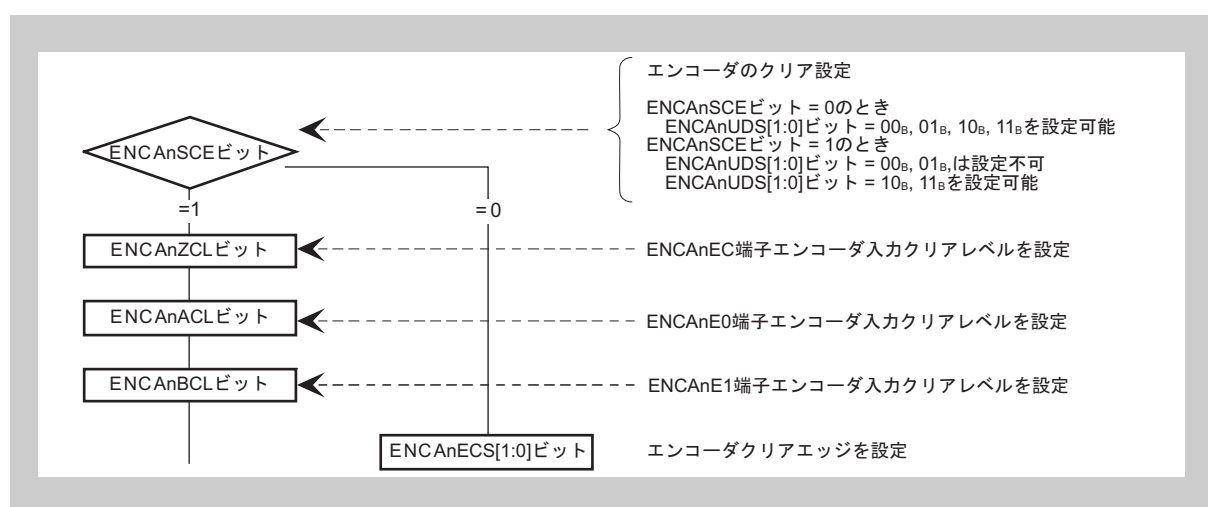 エンコーダのクリア設定
ENCAnSCEビット = 0のとき
ENCAnUDS[1:0]ビット = 00B, 01B, 10B, 11Bを設定可能
ENCAnSCEビット = 1のとき
ENCAnUDS[1:0]ビット = 00B, 01B,は設定不可
ENCAnUDS[1:0]ビット = 10B, 11Bを設定可能
ENCAnSCEビット
=1
=0
ENCAnZCLビット
ENCAnEC端子エンコーダ入力クリアレベルを設定
ENCAnACLビット
ENCAnE0端子エンコーダ入力クリアレベルを設定
ENCAnBCLビット
ENCAnE1端子エンコーダ入力クリアレベルを設定
ENCAnECS[1:0]ビット
エンコーダクリアエッジを設定